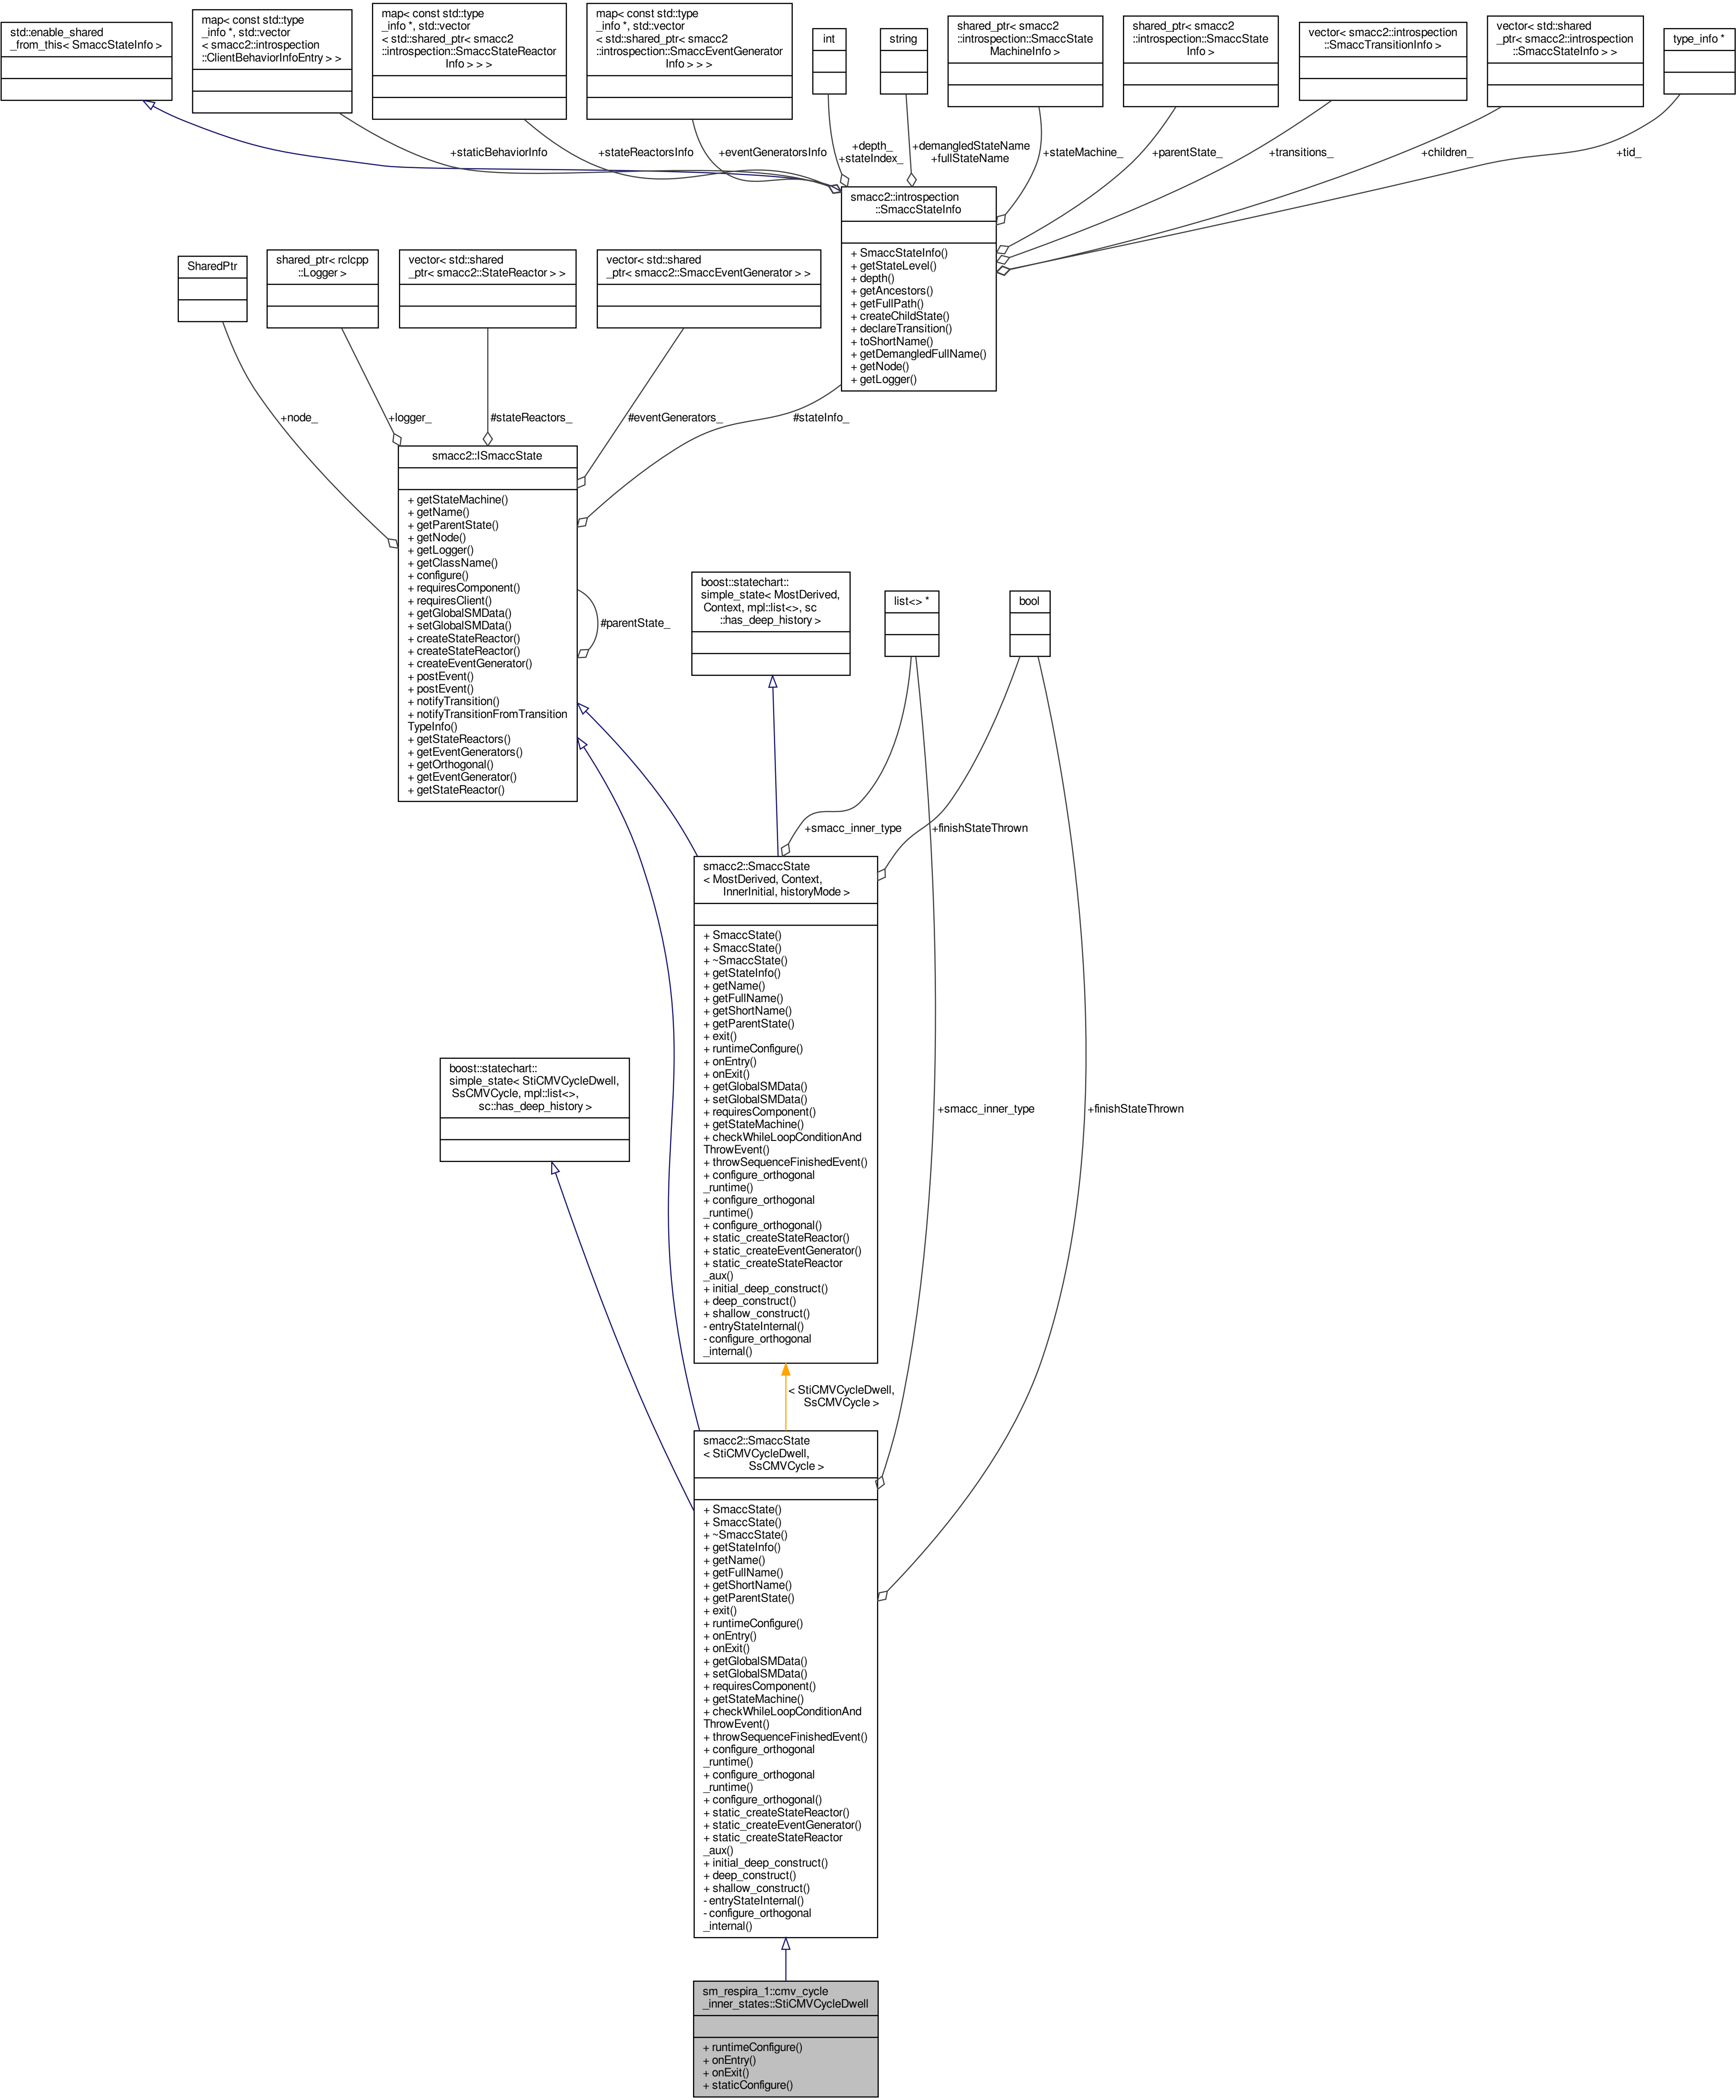 std::enable_shared
_from_this< SmaccStateInfo >
map< const std::type
_info *, std::vector
< smacc2::introspection
::ClientBehaviorInfoEntry > >
map< const std::type
_info *, std::vector
< std::shared_ptr< smacc2
::introspection::SmaccStateReactor
Info > > >
map< const std::type
_info *, std::vector
< std::shared_ptr< smacc2
::introspection::SmaccEventGenerator
Info > > >
int
string
shared_ptr< smacc2
::introspection::SmaccState
MachineInfo >
shared_ptr< smacc2
::introspection::SmaccState
Info >
vector< smacc2::introspection
::SmaccTransitionInfo >
vector< std::shared
_ptr< smacc2::introspection
::SmaccStateInfo > >
type_info *
+staticBehaviorInfo
+stateReactorsInfo
+eventGeneratorsInfo
+depth_
+stateIndex_
+demangledStateName
+fullStateName
+stateMachine_
+parentState_
+transitions_
+children_
+tid_
smacc2::introspection
::SmaccStateInfo
+ SmaccStateInfo()
+ getStateLevel()
+ depth()
+ getAncestors()
+ getFullPath()
+ createChildState()
+ declareTransition()
+ toShortName()
+ getDemangledFullName()
+ getNode()
+ getLogger()
SharedPtr
shared_ptr< rclcpp
::Logger >
vector< std::shared
_ptr< smacc2::StateReactor > >
vector< std::shared
_ptr< smacc2::SmaccEventGenerator > >
+node_
+logger_
#stateReactors_
#eventGenerators_
#stateInfo_
smacc2::ISmaccState
+ getStateMachine()
+ getName()
+ getParentState()
+ getNode()
+ getLogger()
+ getClassName()
+ configure()
+ requiresComponent()
+ requiresClient()
+ getGlobalSMData()
+ setGlobalSMData()
+ createStateReactor()
+ createStateReactor()
+ createEventGenerator()
+ postEvent()
+ postEvent()
+ notifyTransition()
+ notifyTransitionFromTransition
TypeInfo()
+ getStateReactors()
+ getEventGenerators()
+ getOrthogonal()
+ getEventGenerator()
+ getStateReactor()
#parentState_
boost::statechart::
simple_state< MostDerived,
Context, mpl::list<>, sc
::has_deep_history >
list<> *
bool
+smacc_inner_type
+finishStateThrown
smacc2::SmaccState
< MostDerived, Context,
InnerInitial, historyMode >
+ SmaccState()
+ SmaccState()
+ ~SmaccState()
+ getStateInfo()
+ getName()
+ getFullName()
+ getShortName()
+ getParentState()
+ exit()
+ runtimeConfigure()
+ onEntry()
+ onExit()
+ getGlobalSMData()
+ setGlobalSMData()
+ requiresComponent()
+ getStateMachine()
+ checkWhileLoopConditionAnd
ThrowEvent()
+ throwSequenceFinishedEvent()
+ configure_orthogonal
_runtime()
+ configure_orthogonal
_runtime()
+ configure_orthogonal()
+ static_createStateReactor()
+ static_createEventGenerator()
+ static_createStateReactor
_aux()
+ initial_deep_construct()
+ deep_construct()
+ shallow_construct()
- entryStateInternal()
- configure_orthogonal
_internal()
boost::statechart::
simple_state< StiCMVCycleDwell,
SsCMVCycle, mpl::list<>,
sc::has_deep_history >
+smacc_inner_type
+finishStateThrown
< StiCMVCycleDwell,
SsCMVCycle >
smacc2::SmaccState
< StiCMVCycleDwell,
SsCMVCycle >
+ SmaccState()
+ SmaccState()
+ ~SmaccState()
+ getStateInfo()
+ getName()
+ getFullName()
+ getShortName()
+ getParentState()
+ exit()
+ runtimeConfigure()
+ onEntry()
+ onExit()
+ getGlobalSMData()
+ setGlobalSMData()
+ requiresComponent()
+ getStateMachine()
+ checkWhileLoopConditionAnd
ThrowEvent()
+ throwSequenceFinishedEvent()
+ configure_orthogonal
_runtime()
+ configure_orthogonal
_runtime()
+ configure_orthogonal()
+ static_createStateReactor()
+ static_createEventGenerator()
+ static_createStateReactor
_aux()
+ initial_deep_construct()
+ deep_construct()
+ shallow_construct()
- entryStateInternal()
- configure_orthogonal
_internal()
sm_respira_1::cmv_cycle
_inner_states::StiCMVCycleDwell
+ runtimeConfigure()
+ onEntry()
+ onExit()
+ staticConfigure()